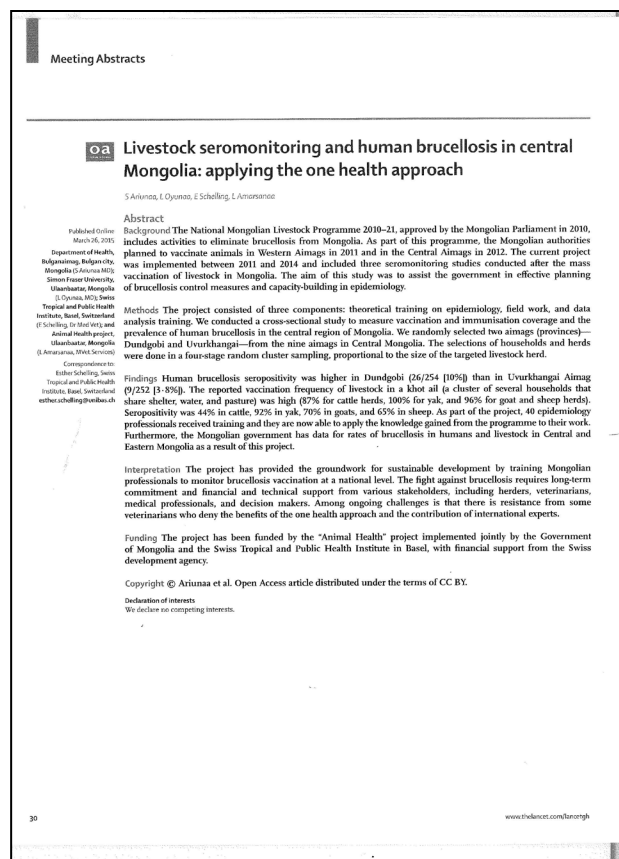 Meeting Abstracts
oa
Livestock seromonitoring and human brucellosis in central
Mongolia: applying the one health approach
S Ariunaa, L Oyunaa, E Schelling, L Amarsanaa
Published Online
March 26, 2015
Department of Health,
Bulganaimag, Bulgan city,
Mongolia (S Ariunaa MD);
Simon Fraser University,
Ulaanbaatar, Mongolia
(L Oyunaa, MD); Swiss
Tropical and Public Health
Institute, Basel, Switzerland
(E Schelling, Dr Med Vet); and
Animal Health project,
Ulaanbaatar, Mongolia
(L Amarsanaa, MVet Services)
Correspondence to:
Esther Schelling, Swiss
Tropical and Public Health
Institute, Basel, Switzerland
esther.schelling@unibas.ch
Abstract
Background The National Mongolian Livestock Programme 2010–21, approved by the Mongolian Parliament in 2010,
includes activities to eliminate brucellosis from Mongolia. As part of this programme, the Mongolian authorities
planned to vaccinate animals in Western Aimags in 2011 and in the Central Aimags in 2012. The current project
was implemented between 2011 and 2014 and included three seromonitoring studies conducted after the mass
vaccination of livestock in Mongolia. The aim of this study was to assist the government in effective planning
of brucellosis control measures and capacity-building in epidemiology.
Methods The project consisted of three components: theoretical training on epidemiology, field work, and data
analysis training. We conducted a cross-sectional study to measure vaccination and immunisation coverage and the
prevalence of human brucellosis in the central region of Mongolia. We randomly selected two aimags (provinces)—
Dundgobi and Uvurkhangai—from the nine aimags in Central Mongolia. The selections of households and herds
were done in a four-stage random cluster sampling, proportional to the size of the targeted livestock herd.
Findings Human brucellosis seropositivity was higher in Dundgobi (26/254 [10%]) than in Uvurkhangai Aimag
(9/252 [3·8%]). The reported vaccination frequency of livestock in a khot ail (a cluster of several households that
share shelter, water, and pasture) was high (87% for cattle herds, 100% for yak, and 96% for goat and sheep herds).
Seropositivity was 44% in cattle, 92% in yak, 70% in goats, and 65% in sheep. As part of the project, 40 epidemiology
professionals received training and they are now able to apply the knowledge gained from the programme to their work.
Furthermore, the Mongolian government has data for rates of brucellosis in humans and livestock in Central and
Eastern Mongolia as a result of this project.
Interpretation The project has provided the groundwork for sustainable development by training Mongolian
professionals to monitor brucellosis vaccination at a national level. The fight against brucellosis requires long-term
commitment and financial and technical support from various stakeholders, including herders, veterinarians,
medical professionals, and decision makers. Among ongoing challenges is that there is resistance from some
veterinarians who deny the benefits of the one health approach and the contribution of international experts.
Funding The project has been funded by the “Animal Health” project implemented jointly by the Government
of Mongolia and the Swiss Tropical and Public Health Institute in Basel, with financial support from the Swiss
development agency.
Copyright © Ariunaa et al. Open Access article distributed under the terms of CC BY.
Declaration of interests
We declare no competing interests.
30
www.thelancet.com/lancetgh